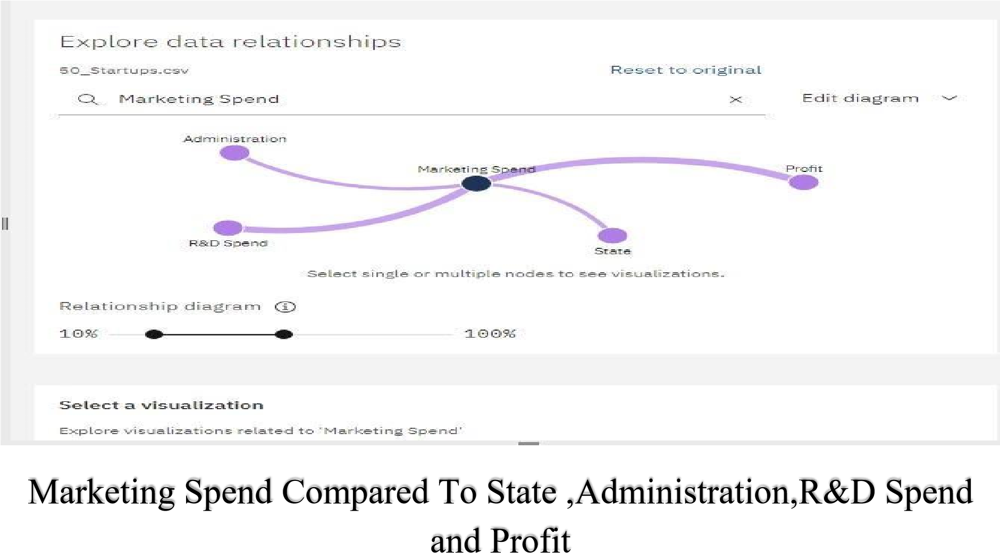 Explore data relationships
50_Startups.csv
Reset to original
Marketing Spend
Edit diagram
Administration
Marketing Spend
Profit
R&D Spend
State
Select single or multiple nodes to see visualizations.
Relationship diagram
10%
100%
Select a visualization
Explore visualizations related to 'Marketing Spend'
Marketing Spend Compared To State ,Administration,R&D Spend
and Profit